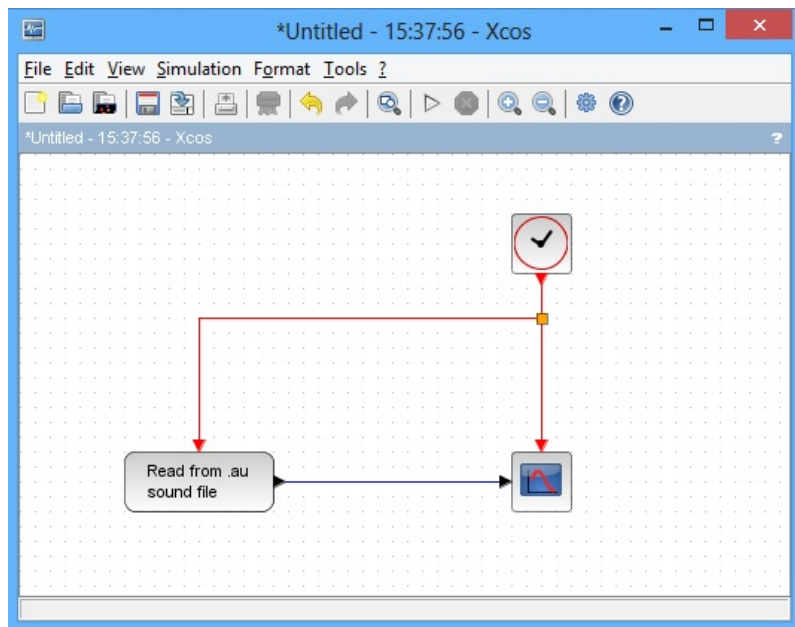 *Untitled - 15:37:56 - Xcos
File Edit View Simulation Format Tools ?
*Untitled - 15:37:56 - Xcos ?
Read from .au
sound file